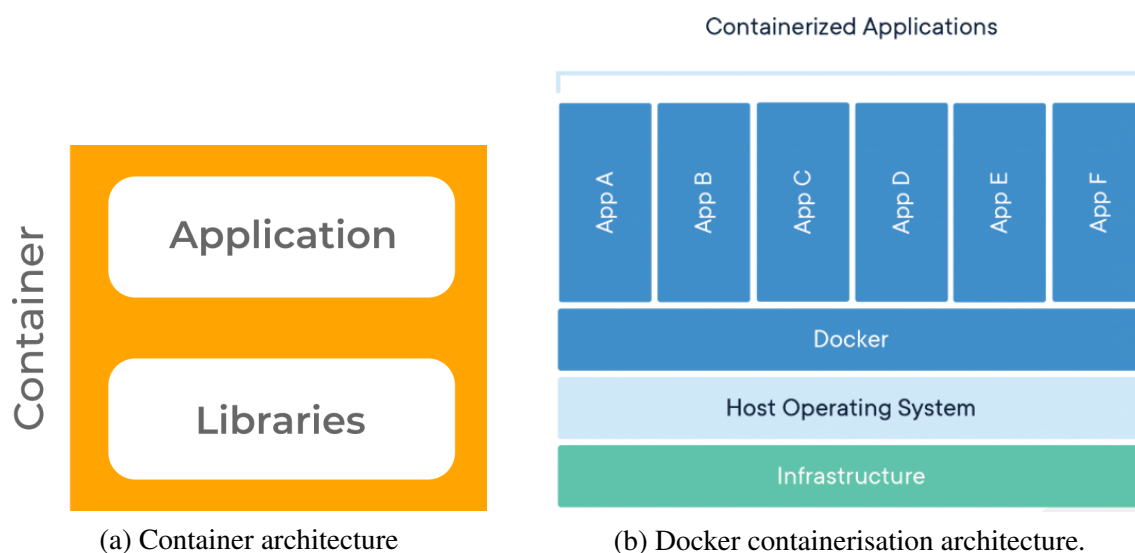 Container
Application
Libraries
(a) Container architecture
Containerized Applications
App A
App B
App C
App D
App E
App F
Docker
Host Operating System
Infrastructure
(b) Docker containerisation architecture.